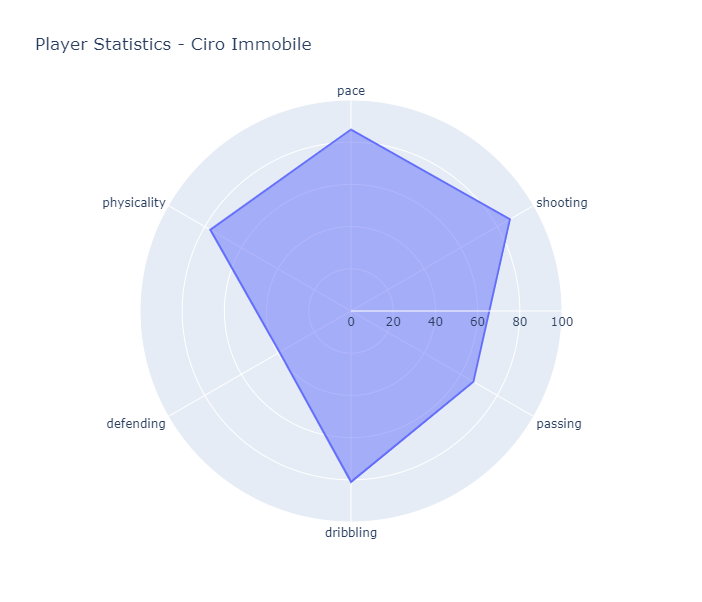 Player Statistics - Ciro Immobile
pace
physicality
shooting
0 20 40 60 80 100
defending
passing
dribbling